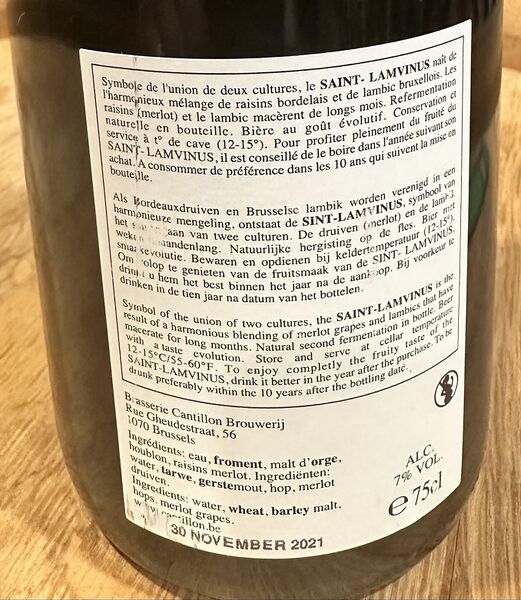 Symbole de l'union de deux cultures, le SAINT- LAMVINUS naît de
l'harmonieux mélange de raisins bordelais et de lambic bruxellois. Les
raisins (merlot) et le lambic macèrent de longs mois. Refermentation
naturelle en bouteille. Bière au goût évolutif. Conservation et
service à t° de cave (12-15°). Pour profiter pleinement du fruité du
SAINT- LAMVINUS, il est conseillé de le boire dans l'année suivant son
achat. A consommer de préférence dans les 10 ans qui suivent la mise en
bouteille.
Als Bordeauxdruiven en Brusselse lambik worden verenigd in een
harmonieuze mengeling, ontstaat de SINT-LAMVINUS, symbool van
het samengaan van twee culturen. De druiven (merlot) en de lambik
weken maandenlang. Natuurlijke hergisting op de fles. Bier met
smaakevolutie. Bewaren en opdienen bij keldertemperatuur (12-15°).
Om volop te genieten van de fruitsmaak van de SINT- LAMVINUS,
drinkt u hem het best binnen het jaar na de aankoop. Bij voorkeur te
drinken in de tien jaar na datum van het bottelen.
Symbol of the union of two cultures, the SAINT-LAMVINUS is the
result of a harmonious blending of merlot grapes and lambics that have
macerate for long months. Natural second fermentation in bottle. Beer
with a taste evolution. Store and serve at cellar temperature
12-15°C/55-60°F. To enjoy completly the fruity taste of the
SAINT-LAMVINUS, drink it better in the year after the purchase. To be
drunk preferably within the 10 years after the bottling date.
Brasserie Cantillon Brouwerij
Rue Gheudestraat, 56
1070 Brussels
Ingrédients: eau, froment, malt d'orge,
houblon, raisins merlot. Ingrediënten:
water, tarwe, gerstemout, hop, merlot
druiven.
Ingredients: water, wheat, barley malt,
hops, merlot grapes.
www.cantillon.be
30 NOVEMBER 2021
ALC.
7% VOL.
e 75cl